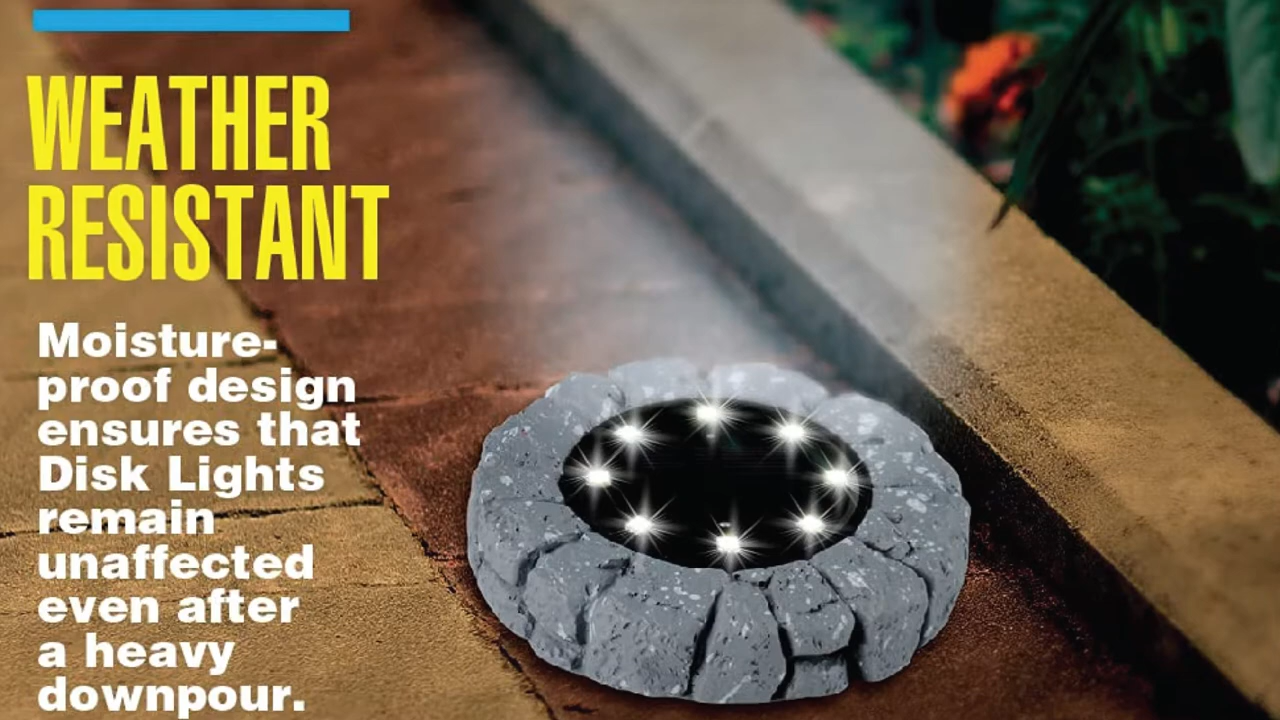 WEATHER
RESISTANT
Moisture-
proof design
ensures that
Disk Lights
remain
unaffected
even after
a heavy
downpour.